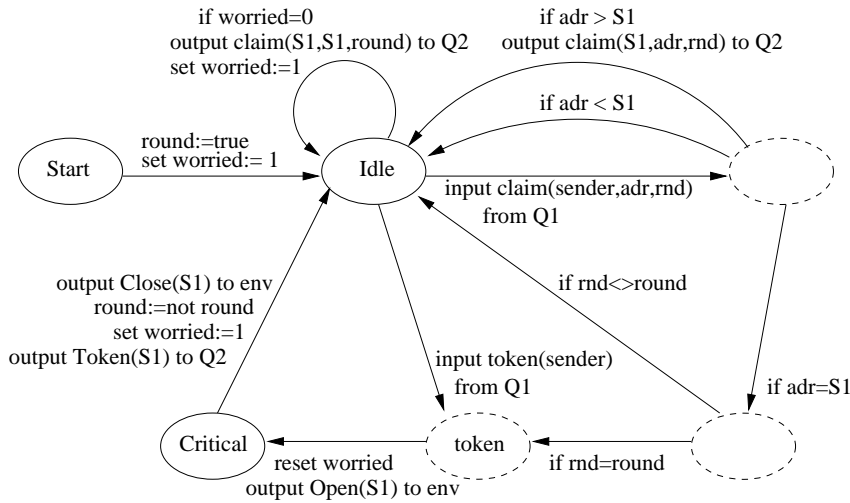 if worried=0
output claim(S1,S1,round) to Q2
set worried:=1
if adr > S1
output claim(S1,adr,rnd) to Q2
if adr < S1
round:=true
set worried:= 1
Start
Idle
input claim(sender,adr,rnd)
from Q1
output Close(S1) to env
round:=not round
set worried:=1
output Token(S1) to Q2
if rnd<>round
input token(sender)
from Q1
if adr=S1
Critical
token
reset worried
output Open(S1) to env
if rnd=round